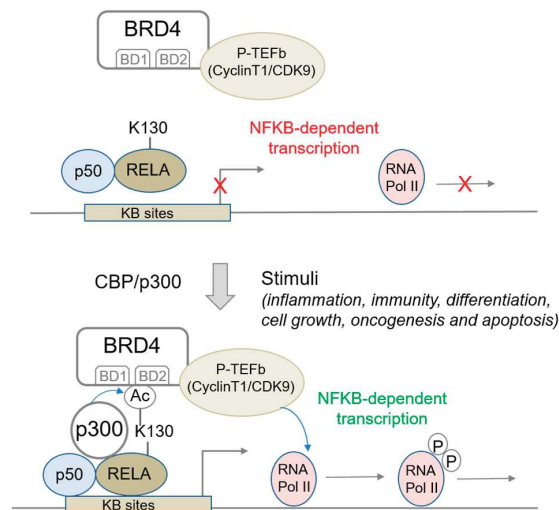 BRD4
BD1 BD2
P-TEFb
(CyclinT1/CDK9)
K130
NFKB-dependent
transcription
p50
RELA
X
RNA
Pol II
X
KB sites
CBP/p300
Stimuli
(inflammation, immunity, differentiation,
cell growth, oncogenesis and apoptosis)
BRD4
BD1 BD2
P-TEFb
(CyclinT1/CDK9)
Ac
NFKB-dependent
transcription
p300
K130
p50
RELA
RNA
Pol II
RNA
Pol II
P
P
KB sites